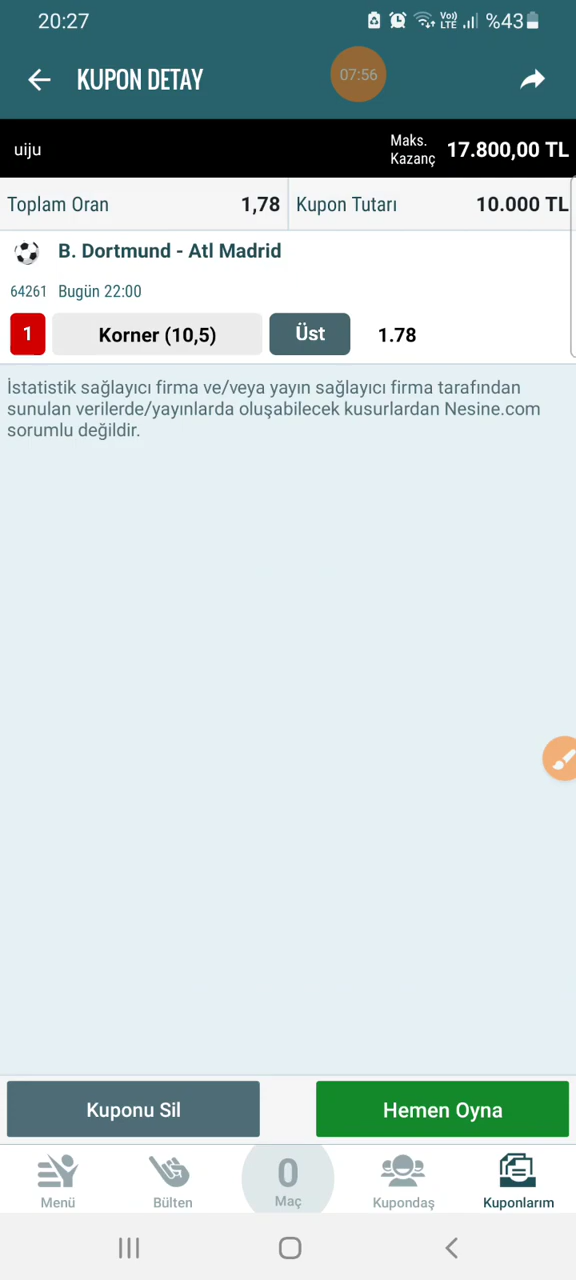 20:27
Vo))
LTE
%43
KUPON DETAY
07:56
uiju
Maks.
Kazanç
17.800,00 TL
Toplam Oran
1,78
Kupon Tutarı
10.000 TL
B. Dortmund - Atl Madrid
64261 Bugün 22:00
1
Korner (10,5)
Üst
1.78
İstatistik sağlayıcı firma ve/veya yayın sağlayıcı firma tarafından
sunulan verilerde/yayınlarda oluşabilecek kusurlardan Nesine.com
sorumlu değildir.
Kuponu Sil
Hemen Oyna
0
Menü
Bülten
Maç
Kupondaş
Kuponlarım